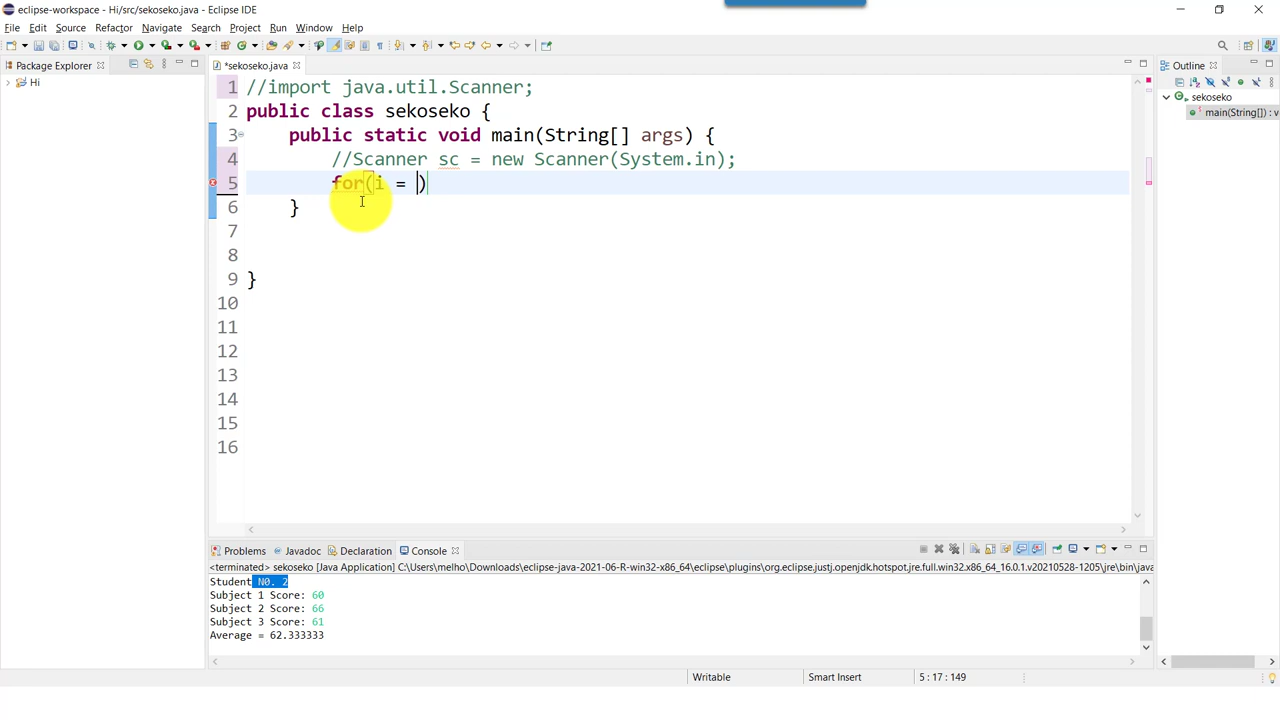 eclipse-workspace - Hi/src/sekoseko.java - Eclipse IDE
File Edit Source Refactor Navigate Search Project Run Window Help
Package Explorer
*sekoseko.java
Outline
Hi
sekoseko
main(String[]) : v
1 //import java.util.Scanner;
2 public class sekoseko {
3 public static void main(String[] args) {
4 //Scanner sc = new Scanner(System.in);
5 for(i = )
6 }
7
8
9 }
10
11
12
13
14
15
16
Problems Javadoc Declaration Console
<terminated> sekoseko [Java Application] C:\Users\melho\Downloads\eclipse-java-2021-06-R-win32-x86_64\eclipse\plugins\org.eclipse.justj.openjdk.hotspot.jre.full.win32.x86_64_16.0.1.v20210528-1205\jre\bin\java
Student N0. 2
Subject 1 Score: 60
Subject 2 Score: 66
Subject 3 Score: 61
Average = 62.333333
Writable Smart Insert 5 : 17 : 149